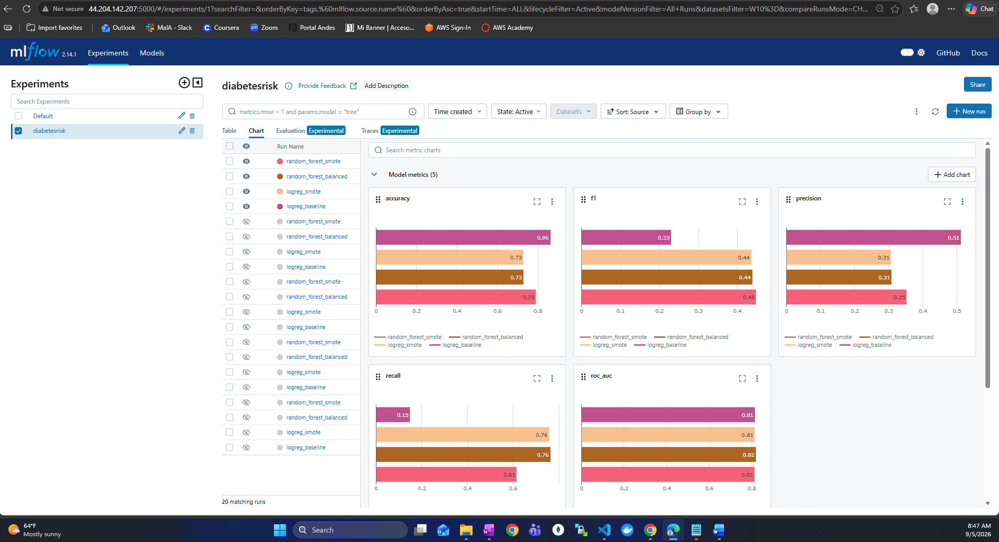 Not secure 44.204.142.207:5000/#/experiments/1?searchFilter=&orderByKey=tags.%60mlflow.source.name%60&orderByAsc=true&startTime=ALL&lifecycleFilter=Active&modelVersionFilter=All+Runs&datasetsFilter=W10%3D&compareRunsMode=CH... Chat
Import favorites Outlook MaIA - Slack Coursera Zoom Portal Andes Mi Banner | Acceso... AWS Sign-In AWS Academy
mlflow 2.14.1 Experiments Models GitHub Docs
Experiments
Search Experiments
Default
diabetesrisk
diabetesrisk Provide Feedback Add Description Share
metrics.rmse < 1 and params.model = "tree" Time created State: Active Datasets Sort: Source Group by New run
Table Chart Evaluation Experimental Traces Experimental
Run Name
random_forest_smote
random_forest_balanced
logreg_smote
logreg_baseline
random_forest_smote
random_forest_balanced
logreg_smote
logreg_baseline
random_forest_smote
random_forest_balanced
logreg_smote
logreg_baseline
random_forest_smote
random_forest_balanced
logreg_smote
logreg_baseline
random_forest_smote
random_forest_balanced
logreg_smote
logreg_baseline
20 matching runs
Search metric charts
Model metrics (5) Add chart
accuracy
0.86
0.73
0.73
0.79
0 0.2 0.4 0.6 0.8
random_forest_smote random_forest_balanced
logreg_smote logreg_baseline
f1
0.23
0.44
0.44
0.45
0 0.1 0.2 0.3 0.4
random_forest_smote random_forest_balanced
logreg_smote logreg_baseline
precision
0.51
0.31
0.31
0.35
0 0.1 0.2 0.3 0.4 0.5
random_forest_smote random_forest_balanced
logreg_smote logreg_baseline
recall
0.15
0.76
0.76
0.61
0 0.2 0.4 0.6
roc_auc
0.81
0.81
0.82
0.81
0 0.2 0.4 0.6 0.8
64°F
Mostly sunny
Search
8:47 AM
9/5/2026